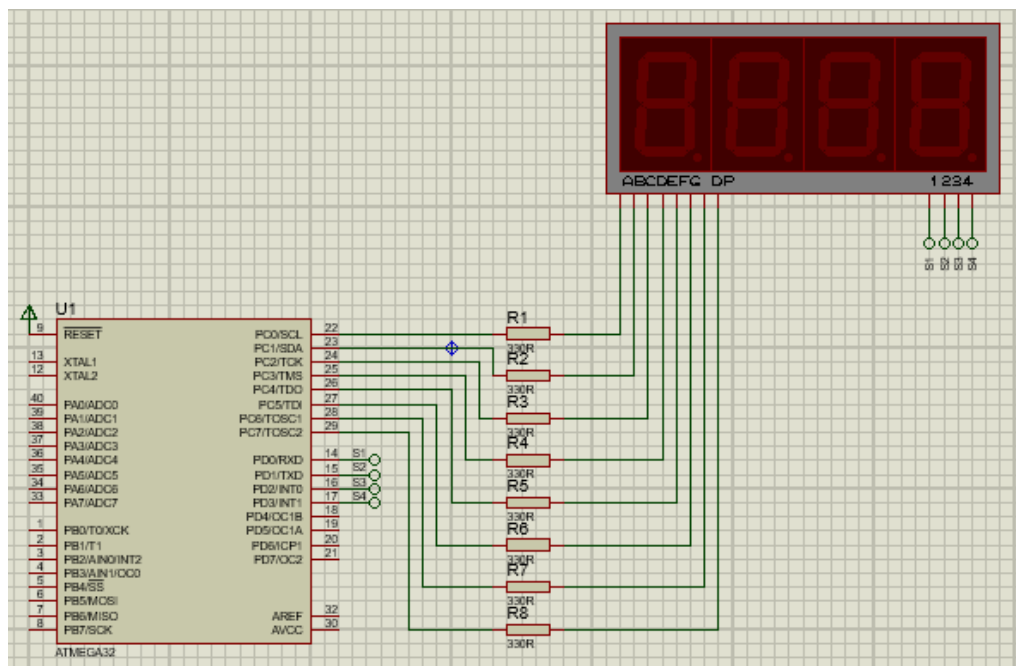 ABCDEFG DP
1234
S1
S2
S3
S4
U1
9
RESET
13
XTAL1
12
XTAL2
40
PA0/ADC0
39
PA1/ADC1
38
PA2/ADC2
37
PA3/ADC3
36
PA4/ADC4
35
PA5/ADC5
34
PA6/ADC6
33
PA7/ADC7
1
PB0/T0/XCK
2
PB1/T1
3
PB2/AIN0/INT2
4
PB3/AIN1/OC0
5
PB4/SS
6
PB5/MOSI
7
PB6/MISO
8
PB7/SCK
PC0/SCL
22
PC1/SDA
23
PC2/TCK
24
PC3/TMS
25
PC4/TDO
26
PC5/TDI
27
PC6/TOSC1
28
PC7/TOSC2
29
PD0/RXD
14
S1
PD1/TXD
15
S2
PD2/INT0
16
S3
PD3/INT1
17
S4
PD4/OC1B
18
PD5/OC1A
19
PD6/ICP1
20
PD7/OC2
21
AREF
32
AVCC
30
ATMEGA32
R1
330R
R2
330R
R3
330R
R4
330R
R5
330R
R6
330R
R7
330R
R8
330R